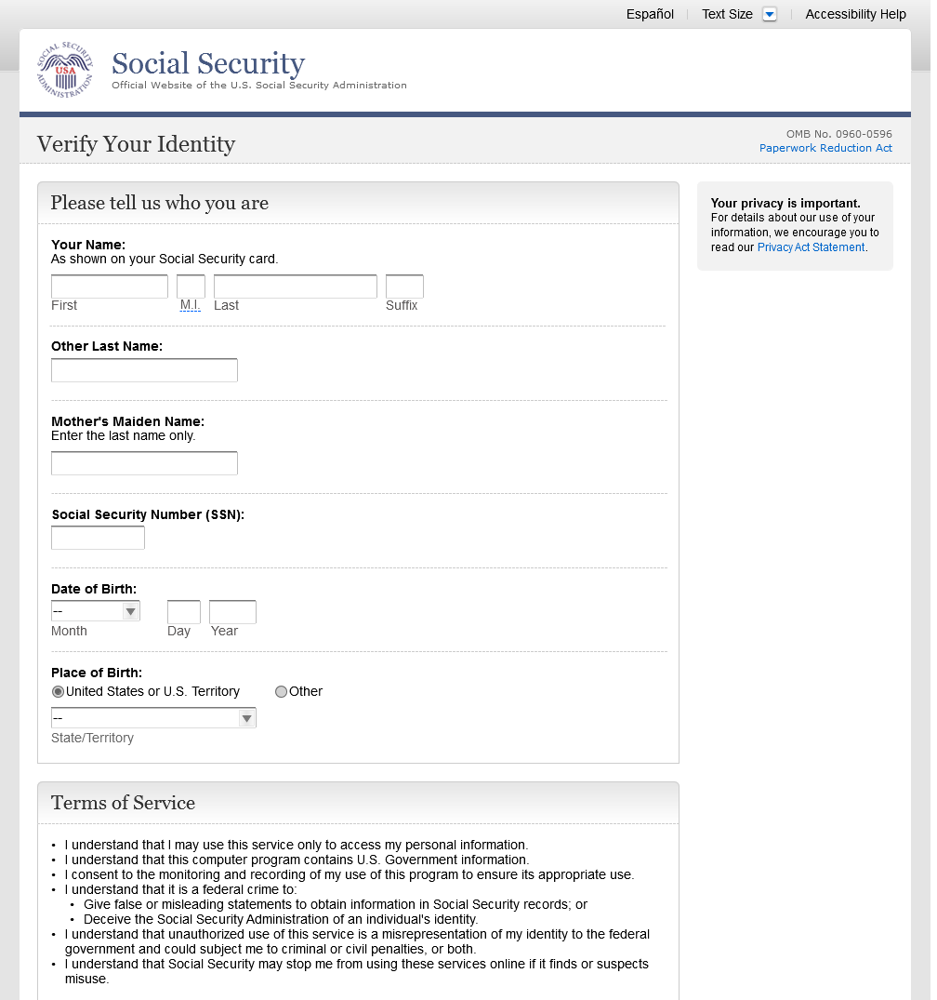 Español
Text Size
Accessibility Help
SOCIAL SECURITY ADMINISTRATION
USA
Social Security
Official Website of the U.S. Social Security Administration
Verify Your Identity
OMB No. 0960-0596
Paperwork Reduction Act
Please tell us who you are
Your privacy is important.
For details about our use of your
information, we encourage you to
read our Privacy Act Statement.
Your Name:
As shown on your Social Security card.
First
M.I.
Last
Suffix
Other Last Name:
Mother's Maiden Name:
Enter the last name only.
Social Security Number (SSN):
Date of Birth:
--
Month
Day
Year
Place of Birth:
United States or U.S. Territory
Other
--
State/Territory
Terms of Service
• I understand that I may use this service only to access my personal information.
• I understand that this computer program contains U.S. Government information.
• I consent to the monitoring and recording of my use of this program to ensure its appropriate use.
• I understand that it is a federal crime to:
• Give false or misleading statements to obtain information in Social Security records; or
• Deceive the Social Security Administration of an individual's identity.
• I understand that unauthorized use of this service is a misrepresentation of my identity to the federal
government and could subject me to criminal or civil penalties, or both.
• I understand that Social Security may stop me from using these services online if it finds or suspects
misuse.